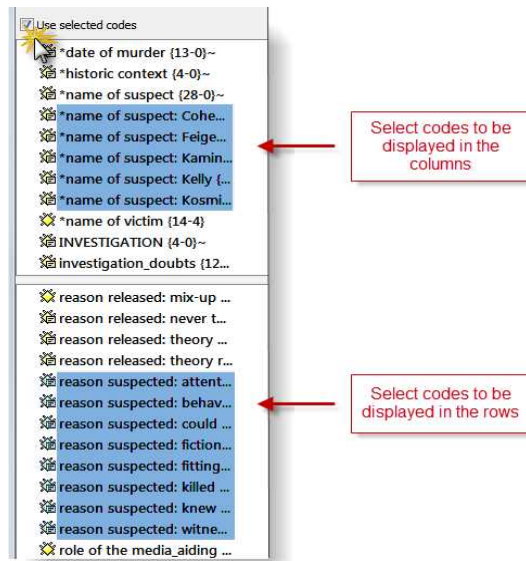 Use selected codes
*date of murder {13-0}~
*historic context {4-0}~
*name of suspect {28-0}~
*name of suspect: Cohe...
*name of suspect: Feige...
*name of suspect: Kamin...
*name of suspect: Kelly {...
*name of suspect: Kosmi...
*name of victim {14-4}
INVESTIGATION {4-0}~
investigation_doubts {12...
Select codes to be
displayed in the
columns
reason released: mix-up ...
reason released: never t...
reason released: theory ...
reason released: theory r...
reason suspected: attent...
reason suspected: behav...
reason suspected: could ...
reason suspected: fiction...
reason suspected: fitting...
reason suspected: killed ...
reason suspected: knew ...
reason suspected: witne...
role of the media_aiding ...
Select codes to be
displayed in the rows